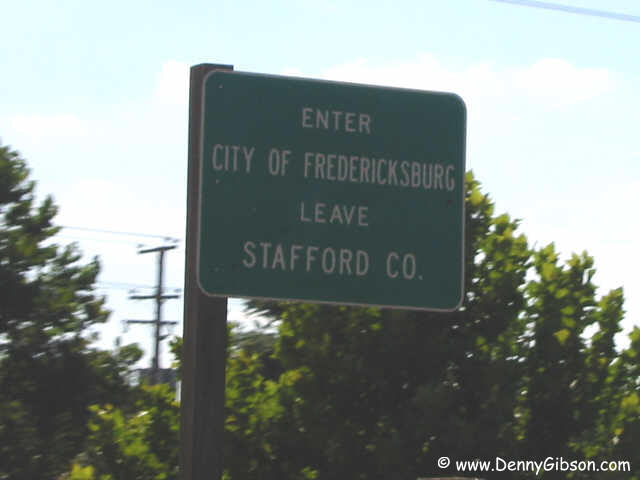 ENTER
CITY OF FREDERICKSBURG
LEAVE
STAFFORD CO.
© www.DennyGibson.com